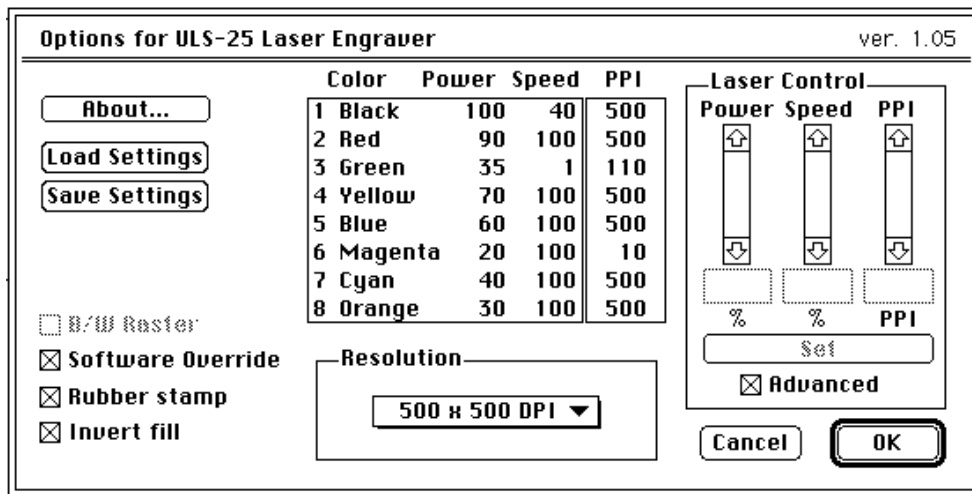 Options for ULS-25 Laser Engraver ver. 1.05
About...
Load Settings
Save Settings
B/W Raster
Software Override
Rubber stamp
Invert fill
Color Power Speed PPI
1 Black 100 40 500
2 Red 90 100 500
3 Green 35 1 110
4 Yellow 70 100 500
5 Blue 60 100 500
6 Magenta 20 100 10
7 Cyan 40 100 500
8 Orange 30 100 500
Resolution
500 x 500 DPI
Laser Control
Power Speed PPI
% % PPI
Set
Advanced
Cancel OK